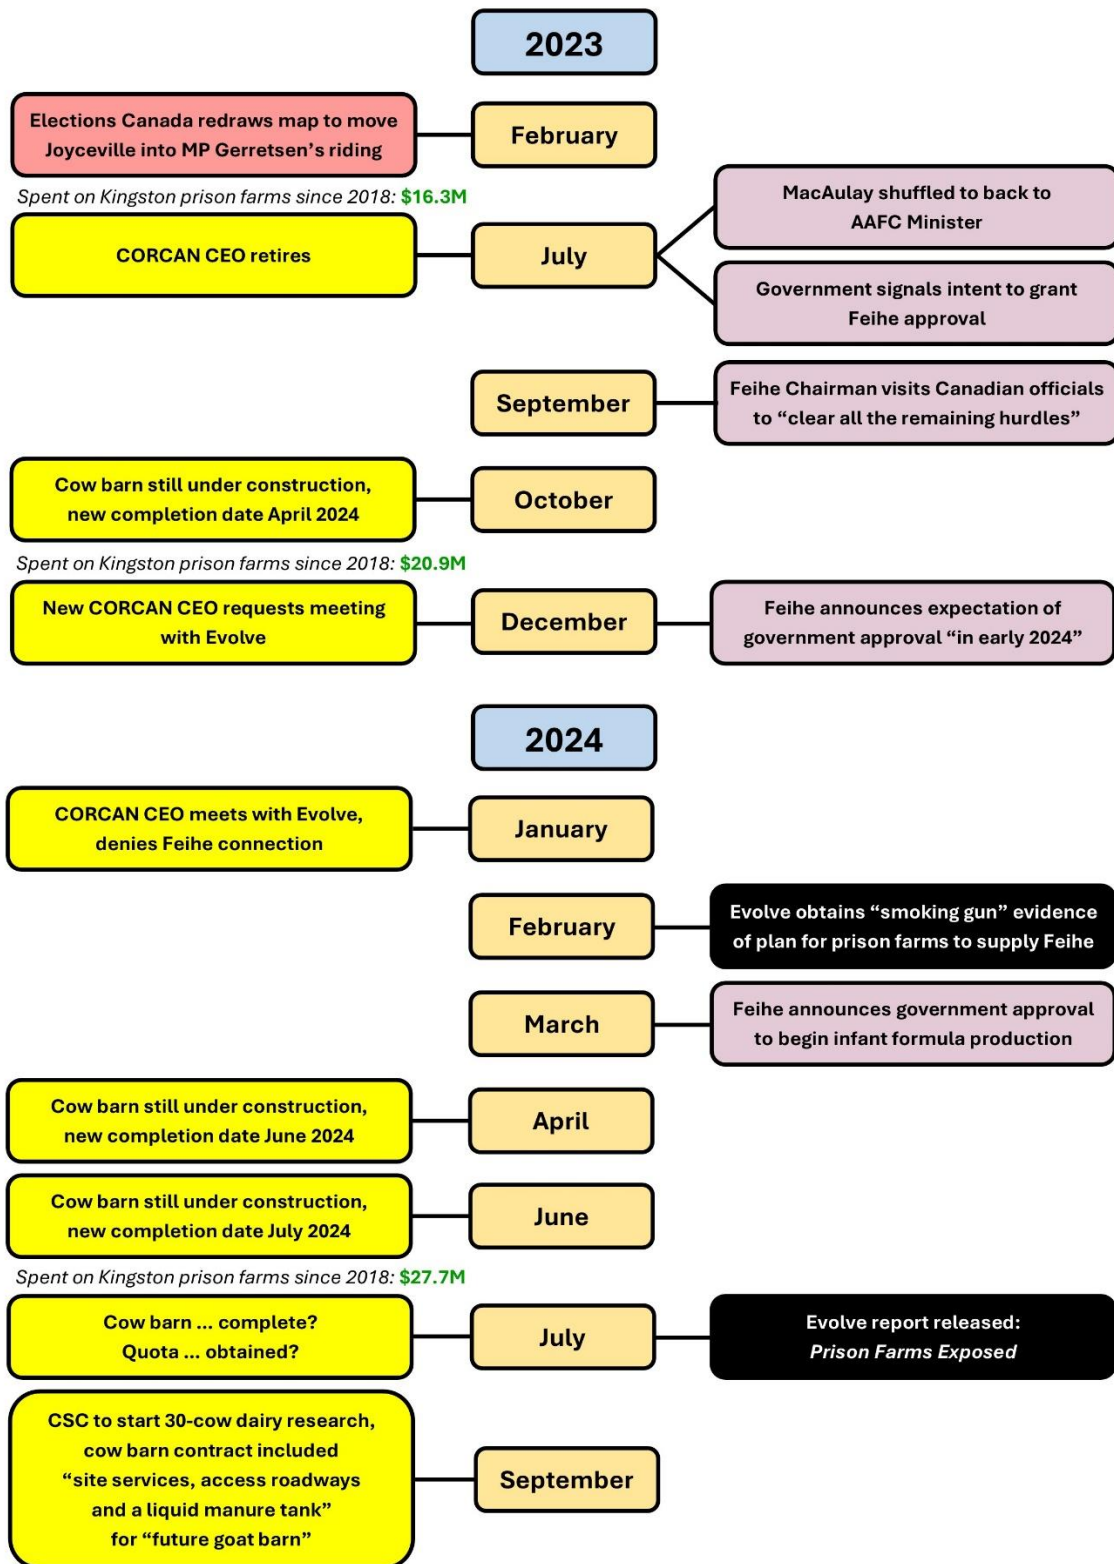 2023
Elections Canada redraws map to move
Joyceville into MP Gerretsen's riding
February
Spent on Kingston prison farms since 2018: $16.3M
CORCAN CEO retires
July
MacAulay shuffled to back to
AAFC Minister
Government signals intent to grant
Feihe approval
September
Feihe Chairman visits Canadian officials
to “clear all the remaining hurdles”
Cow barn still under construction,
new completion date April 2024
October
Spent on Kingston prison farms since 2018: $20.9M
New CORCAN CEO requests meeting
with Evolve
December
Feihe announces expectation of
government approval “in early 2024”
2024
CORCAN CEO meets with Evolve,
denies Feihe connection
January
February
Evolve obtains “smoking gun” evidence
of plan for prison farms to supply Feihe
March
Feihe announces government approval
to begin infant formula production
Cow barn still under construction,
new completion date June 2024
April
Cow barn still under construction,
new completion date July 2024
June
Spent on Kingston prison farms since 2018: $27.7M
Cow barn ... complete?
Quota ... obtained?
July
Evolve report released:
Prison Farms Exposed
CSC to start 30-cow dairy research,
cow barn contract included
“site services, access roadways
and a liquid manure tank”
for “future goat barn”
September